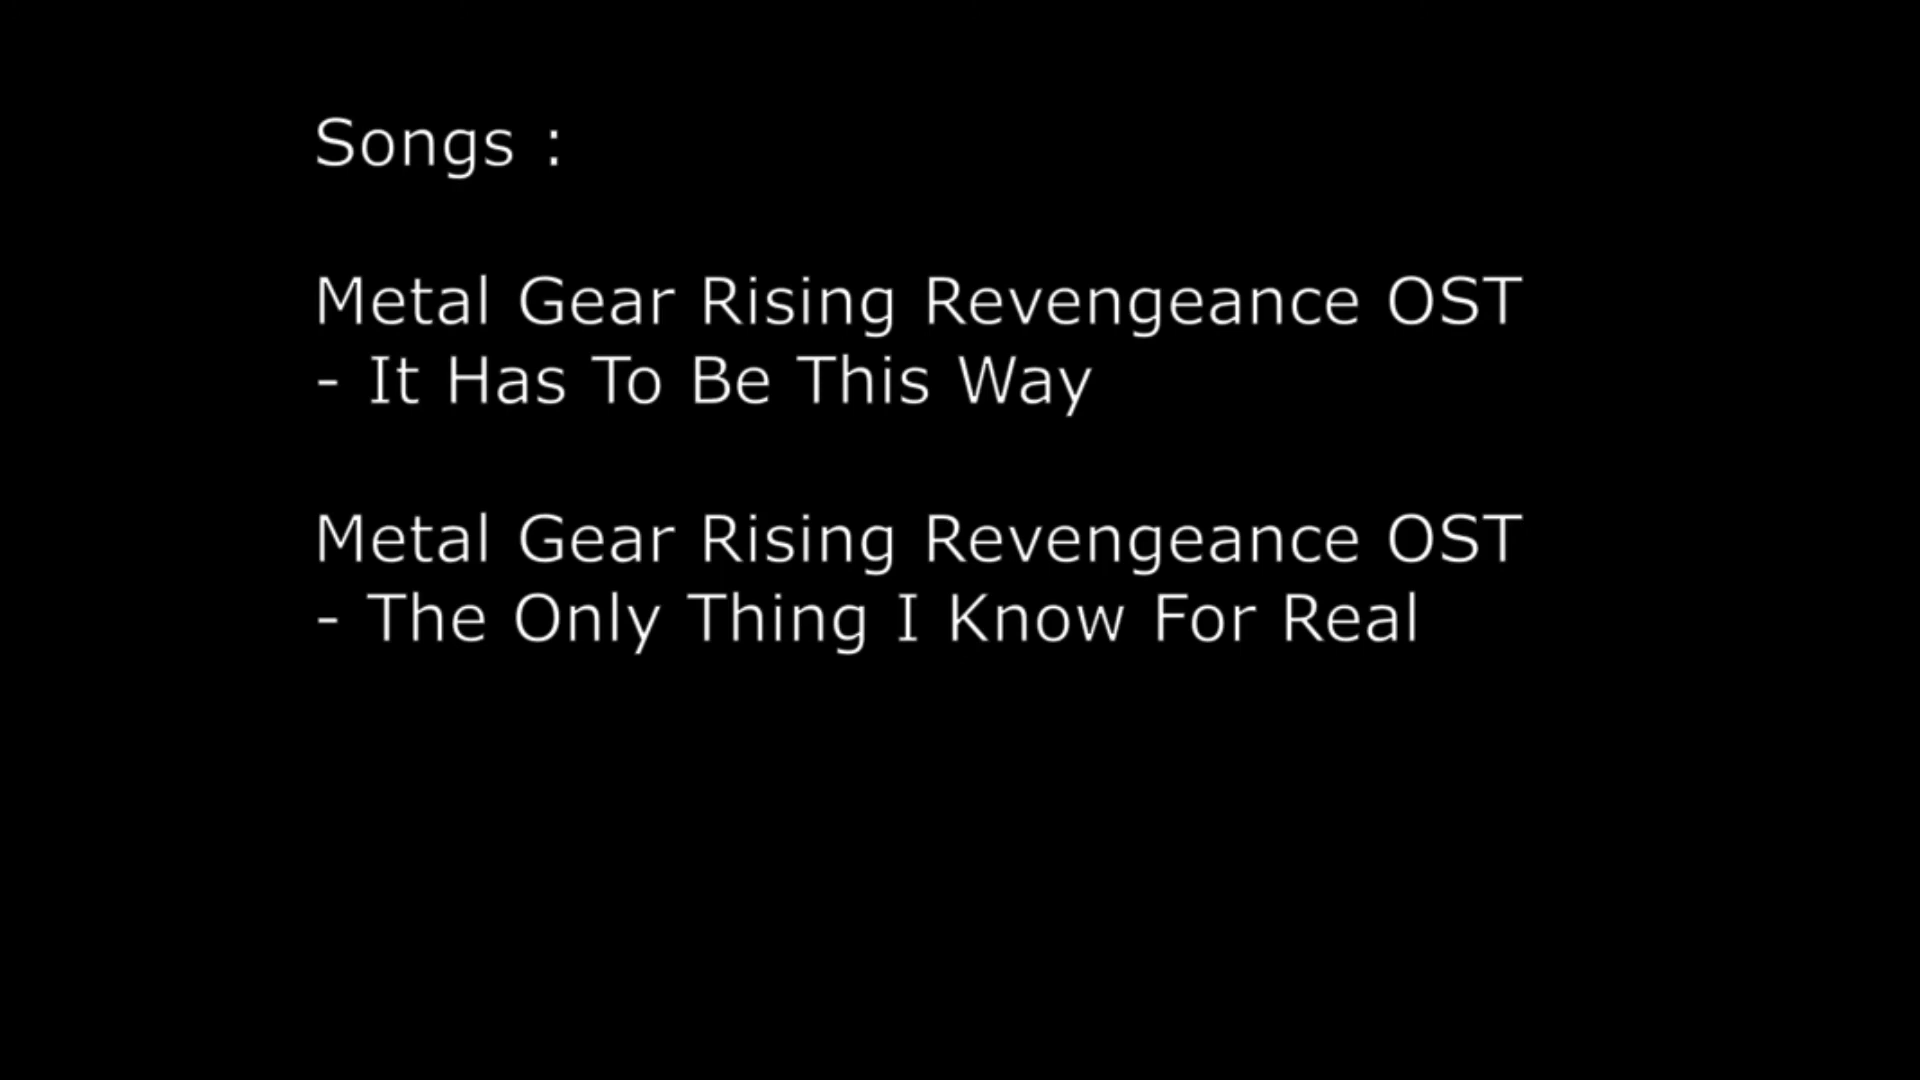 Songs :
Metal Gear Rising Revengeance OST
- It Has To Be This Way
Metal Gear Rising Revengeance OST
- The Only Thing I Know For Real